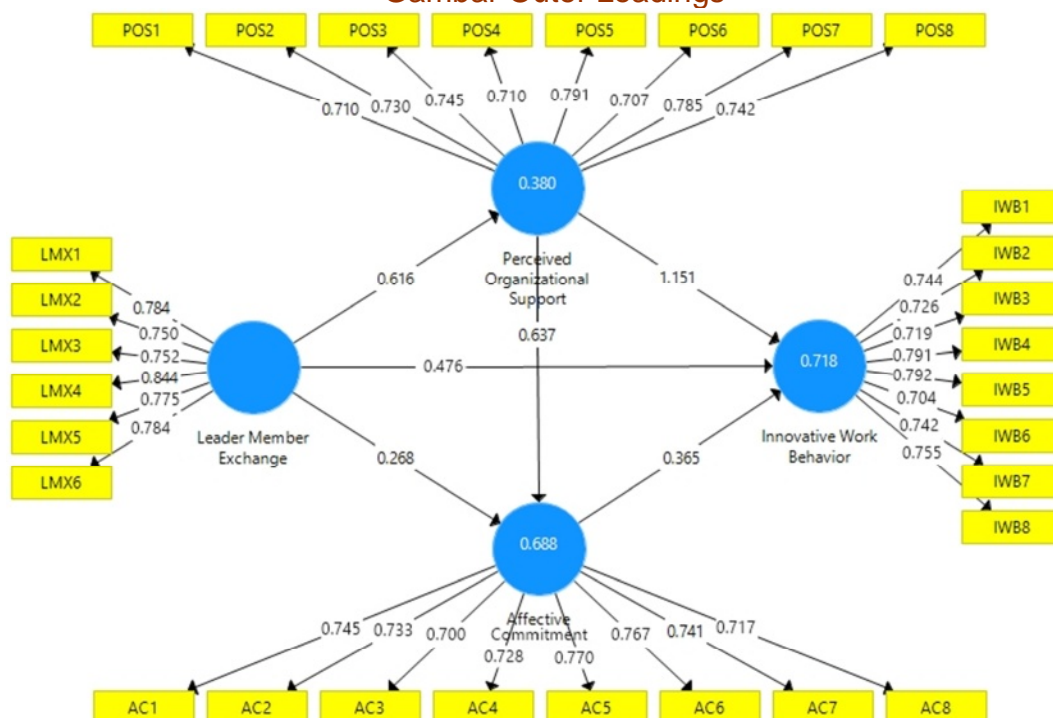 Gambar Outer Loadings
POS1 POS2 POS3 POS4 POS5 POS6 POS7 POS8
0.710 0.730 0.745 0.710 0.791 0.707 0.785 0.742
0.380
Perceived
Organizational
Support
LMX1
LMX2
LMX3
LMX4
LMX5
LMX6
0.784
0.750
0.752
0.844
0.775
0.784
Leader Member
Exchange
0.616
1.151
0.637
0.476
0.268
0.365
0.718
Innovative Work
Behavior
0.744
0.726
0.719
0.791
0.792
0.704
0.742
0.755
IWB1
IWB2
IWB3
IWB4
IWB5
IWB6
IWB7
IWB8
0.688
Affective
Commitment
0.745 0.733 0.700 0.728 0.770 0.767 0.741 0.717
AC1 AC2 AC3 AC4 AC5 AC6 AC7 AC8